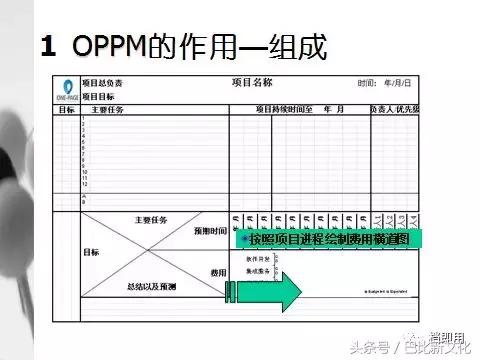 1 OPPM的作用—组成
项目总负责 项目名称 时间: 年/月/日
ONE-PAGE 项目目标
目标 主要任务 项目持续时间至 年 月 负责人/优先级
1
2
3
4
5
6
7
8
9
10
11
12
A
B
主要任务
预期时间
按照项目进程绘制费用横道图
目标
软件开发
费用
集成服务
总结以及预测
头条号／巴比新文化